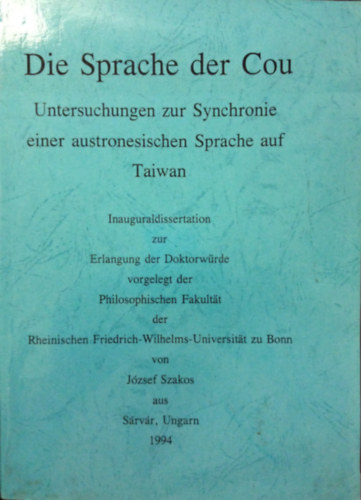 Die Sprache der Cou
Untersuchungen zur Synchronie
einer austronesischen Sprache auf
Taiwan
Inauguraldissertation
zur
Erlangung der Doktorwürde
vorgelegt der
Philosophischen Fakultät
der
Rheinischen Friedrich-Wilhelms-Universität zu Bonn
von
József Szakos
aus
Sárvár, Ungarn
1994